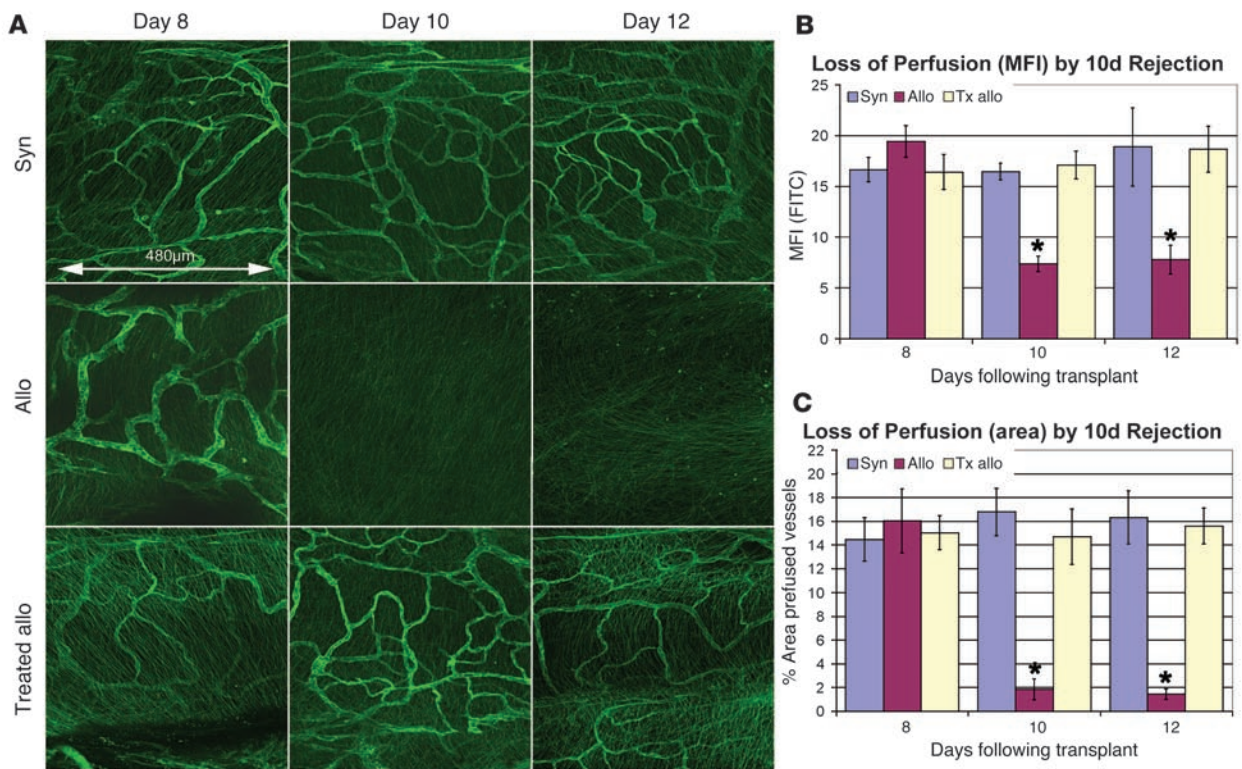 A
Day 8
Day 10
Day 12
Syn
480µm
Allo
Treated allo
B
Loss of Perfusion (MFI) by 10d Rejection
Syn Allo Tx allo
MFI (FITC)
25
20
15
10
5
0
* *
8 10 12
Days following transplant
C
Loss of Perfusion (area) by 10d Rejection
Syn Allo Tx allo
% Area prefused vessels
22
20
18
16
14
12
10
8
6
4
2
0
* *
8 10 12
Days following transplant